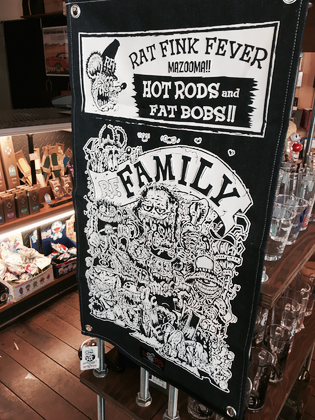 RAT FINK FEVER
MAZOOMA!!
HOT RODS and
FAT BOBS!!
R.F.
FAMILY